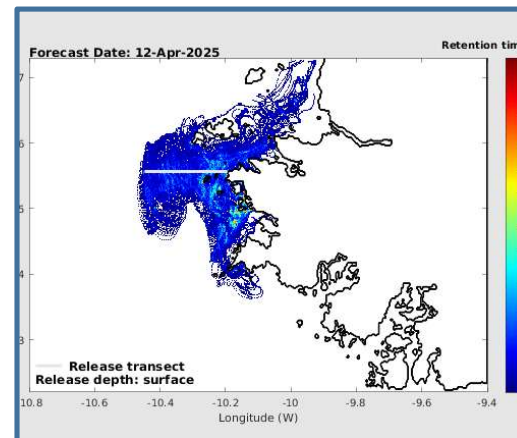 Forecast Date: 12-Apr-2025
Retention tim
7
6
5
4
3
Release transect
Release depth: surface
10.8 -10.6 -10.4 -10.2 -10 -9.8 -9.6 -9.4
Longitude (W)